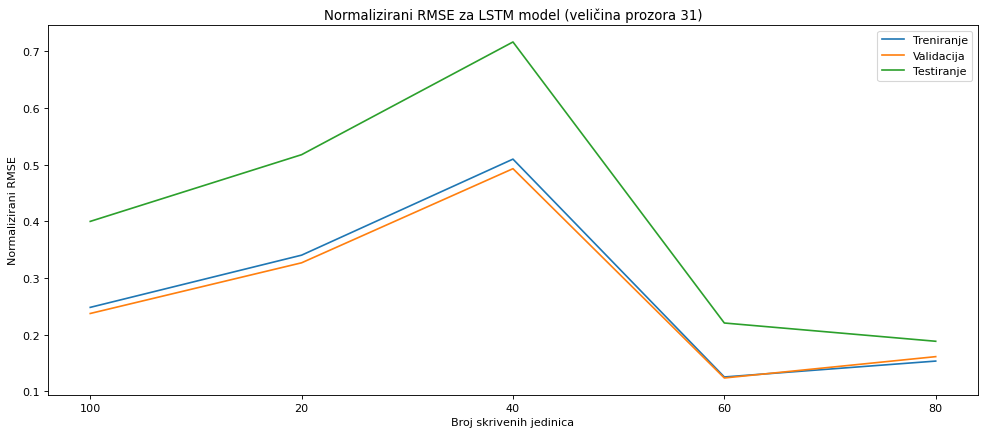 Normalizirani RMSE za LSTM model (veličina prozora 31)
Treniranje
Validacija
Testiranje
Normalizirani RMSE
0.7
0.6
0.5
0.4
0.3
0.2
0.1
100 20 40 60 80
Broj skrivenih jedinica